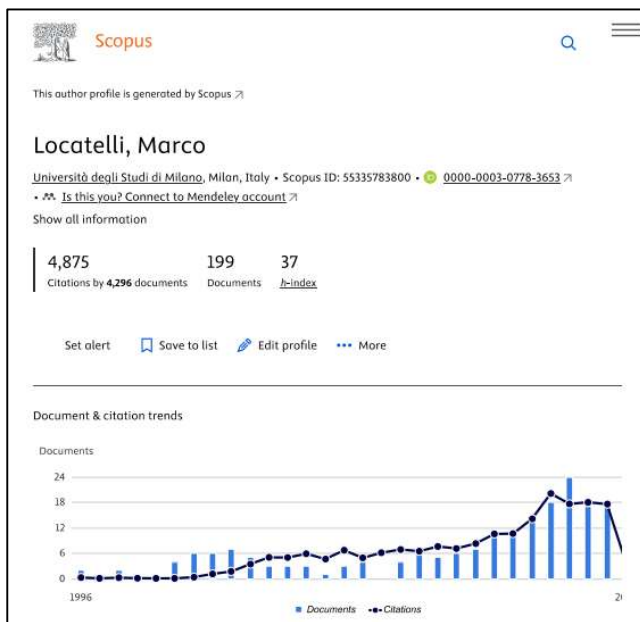 Scopus
This author profile is generated by Scopus ↗
Locatelli, Marco
Università degli Studi di Milano, Milan, Italy • Scopus ID: 55335783800 • iD 0000-0003-0778-3653 ↗
• Is this you? Connect to Mendeley account ↗
Show all information
4,875 199 37
Citations by 4,296 documents Documents h-index
Set alert Save to list Edit profile ••• More
Document & citation trends
Documents
24
18
12
6
0
1996 20
Documents Citations